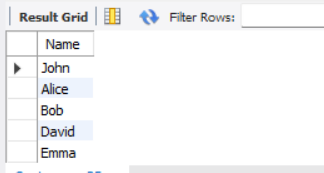 Result Grid Filter Rows:
Name
John
Alice
Bob
David
Emma